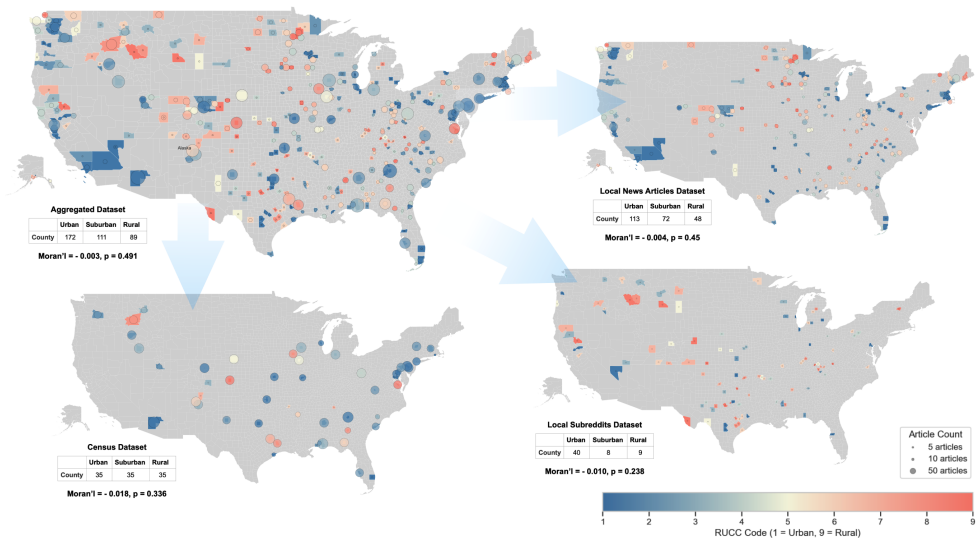 Alaska
Aggregated Dataset
Urban Suburban Rural
County 172 111 89
Moran'I = - 0.003, p = 0.491
Local News Articles Dataset
Urban Suburban Rural
County 113 72 48
Moran'I = - 0.004, p = 0.45
Census Dataset
Urban Suburban Rural
County 35 35 35
Moran'I = - 0.018, p = 0.336
Local Subreddits Dataset
Urban Suburban Rural
County 40 8 9
Moran'I = - 0.010, p = 0.238
Article Count
5 articles
10 articles
50 articles
1 2 3 4 5 6 7 8 9
RUCC Code (1 = Urban, 9 = Rural)